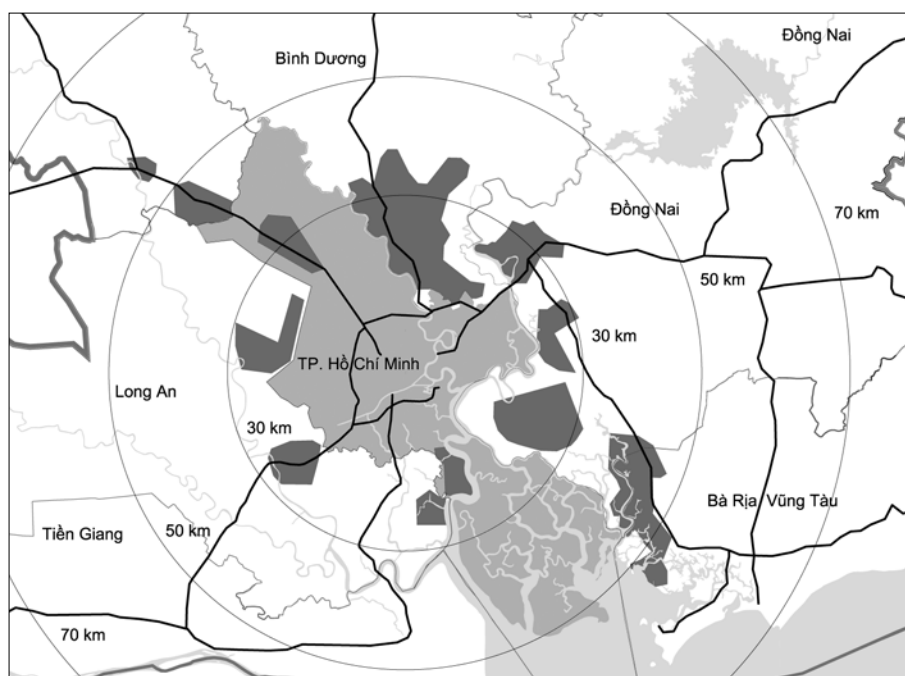 Đồng Nai
Bình Dương
Đồng Nai
70 km
50 km
30 km
TP. Hồ Chí Minh
Long An
30 km
Bà Rịa Vũng Tàu
50 km
Tiền Giang
70 km